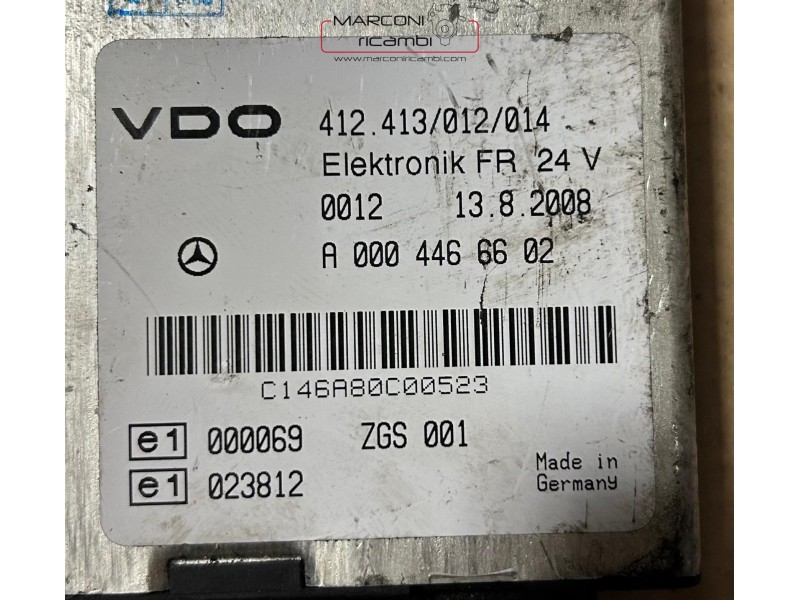 MARCONI
ricambi
www.marconiricambi.com
VDO
412.413/012/014
Elektronik FR 24 V
0012 13.8.2008
A 000 446 66 02
C146A80C00523
e1 000069 ZGS 001
e1 023812
Made in
Germany